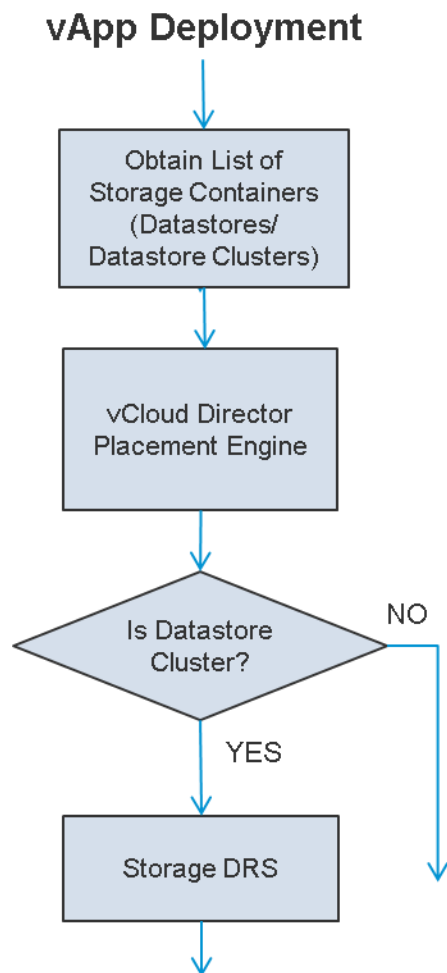 vApp Deployment
Obtain List of
Storage Containers
(Datastores/
Datastore Clusters)
vCloud Director
Placement Engine
Is Datastore
Cluster?
NO
YES
Storage DRS